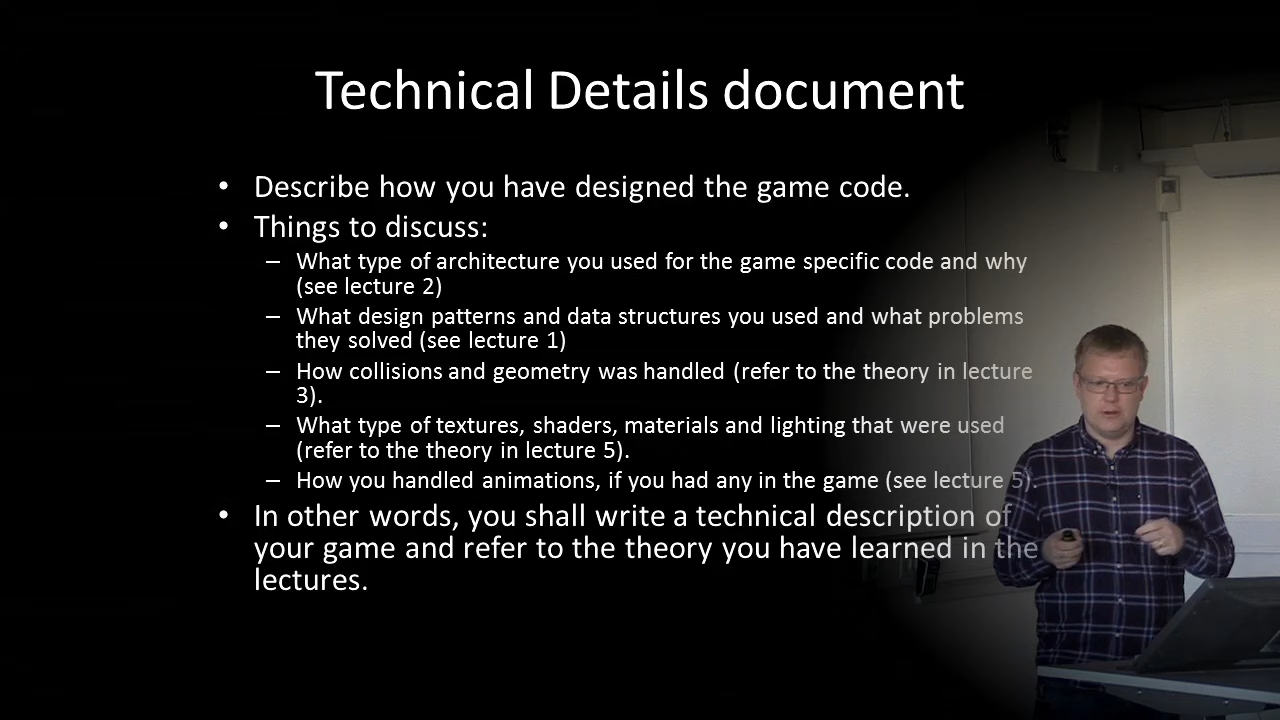 Technical Details document
• Describe how you have designed the game code.
• Things to discuss:
– What type of architecture you used for the game specific code and why
(see lecture 2)
– What design patterns and data structures you used and what problems
they solved (see lecture 1)
– How collisions and geometry was handled (refer to the theory in lecture
3).
– What type of textures, shaders, materials and lighting that were used
(refer to the theory in lecture 5).
– How you handled animations, if you had any in the game (see lecture 5).
• In other words, you shall write a technical description of
your game and refer to the theory you have learned in the
lectures.